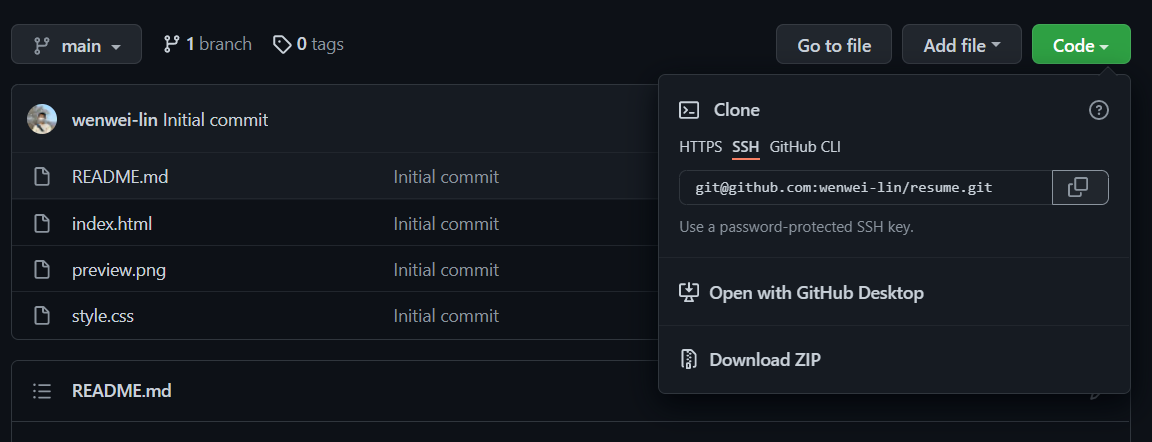 main 1 branch 0 tags Go to file Add file Code
wenwei-lin Initial commit
README.md Initial commit
index.html Initial commit
preview.png Initial commit
style.css Initial commit
README.md
Clone
HTTPS SSH GitHub CLI
git@github.com:wenwei-lin/resume.git
Use a password-protected SSH key.
Open with GitHub Desktop
Download ZIP